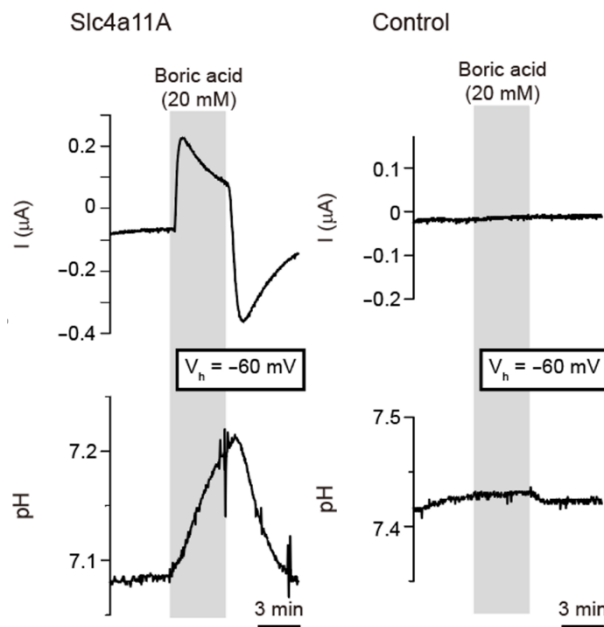 Slc4a11A
Control
Boric acid
(20 mM)
Boric acid
(20 mM)
I (μA)
0.2
0
−0.2
−0.4
I (μA)
0.1
0
−0.1
−0.2
Vh = −60 mV
Vh = −60 mV
pH
7.2
7.1
pH
7.5
7.4
3 min
3 min